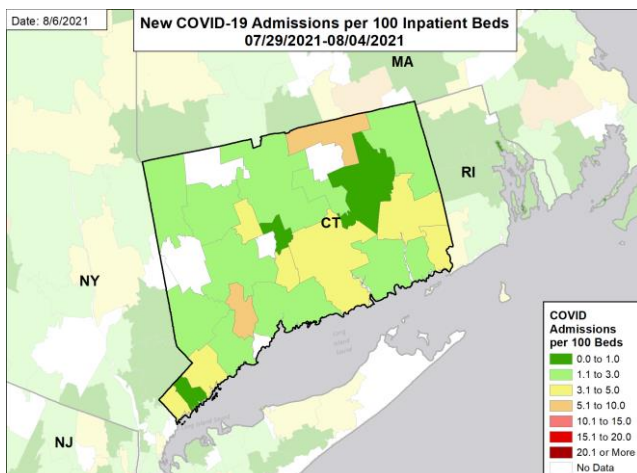 Date: 8/6/2021
New COVID-19 Admissions per 100 Inpatient Beds
07/29/2021-08/04/2021
MA
RI
CT
NY
Long
Island
Sound
NJ
COVID
Admissions
per 100 Beds
0.0 to 1.0
1.1 to 3.0
3.1 to 5.0
5.1 to 10.0
10.1 to 15.0
15.1 to 20.0
20.1 or More
No Data